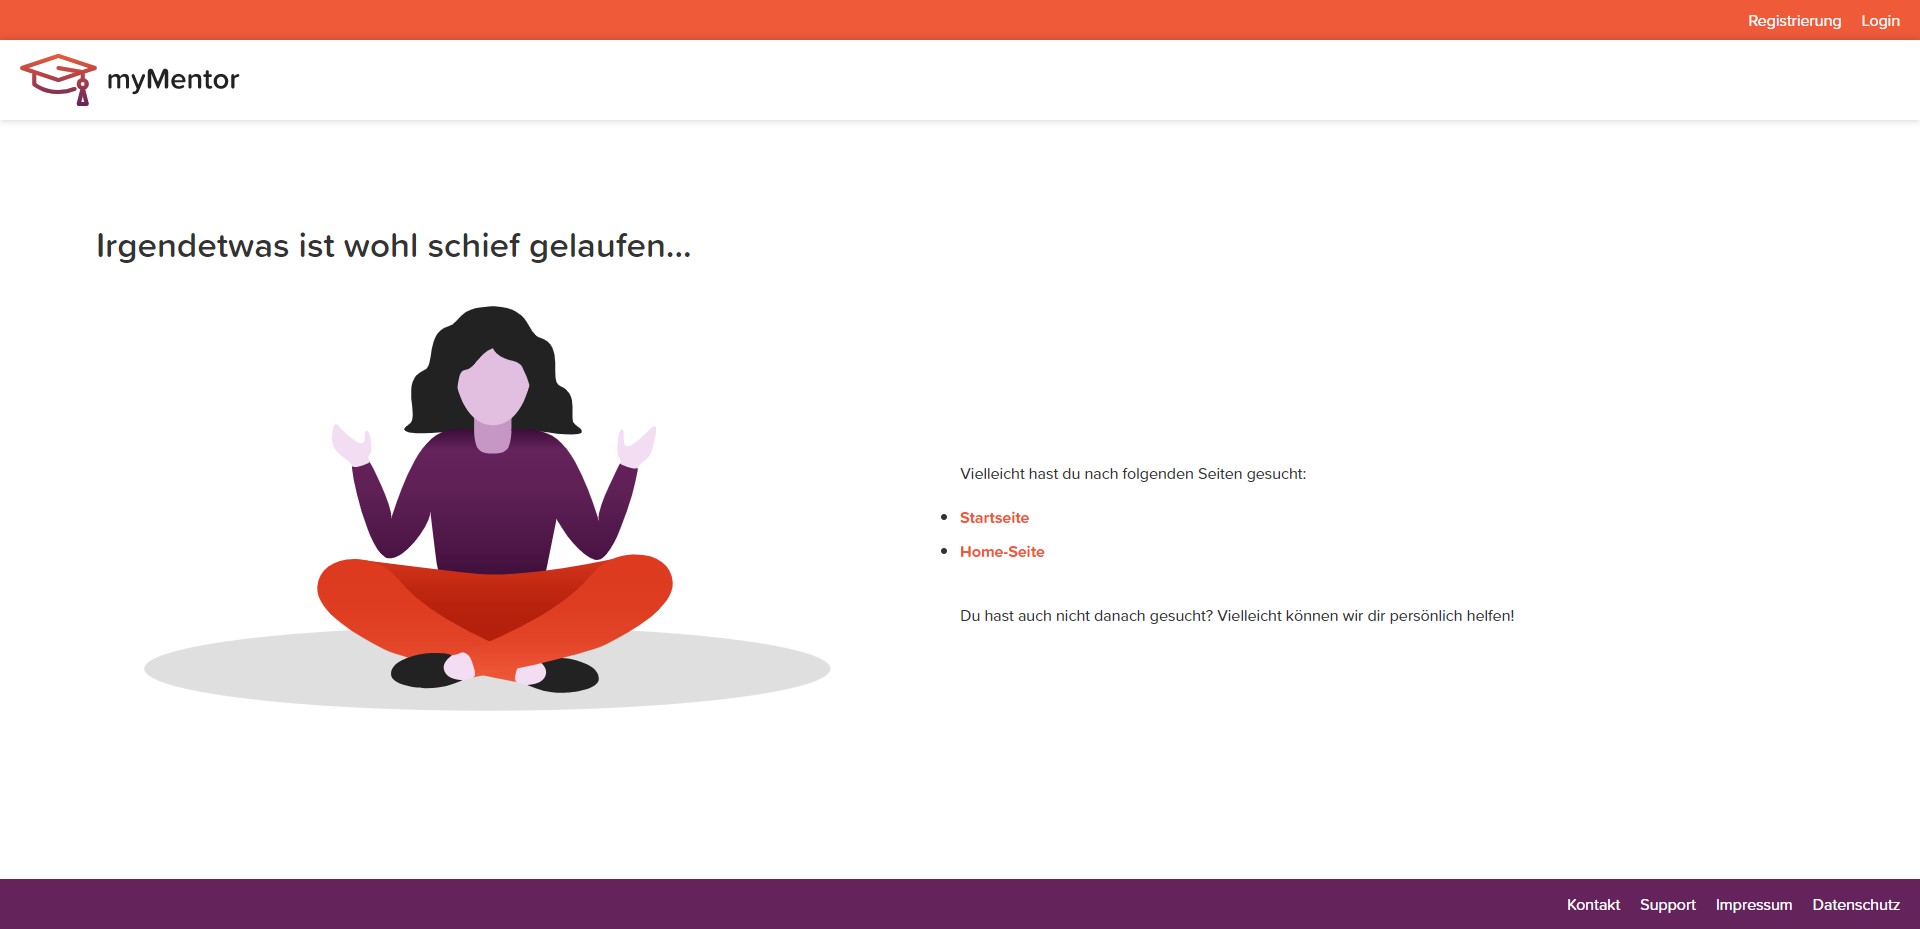 Registrierung Login
myMentor
Irgendetwas ist wohl schief gelaufen...
Vielleicht hast du nach folgenden Seiten gesucht:
Startseite
Home-Seite
Du hast auch nicht danach gesucht? Vielleicht können wir dir persönlich helfen!
Kontakt Support Impressum Datenschutz